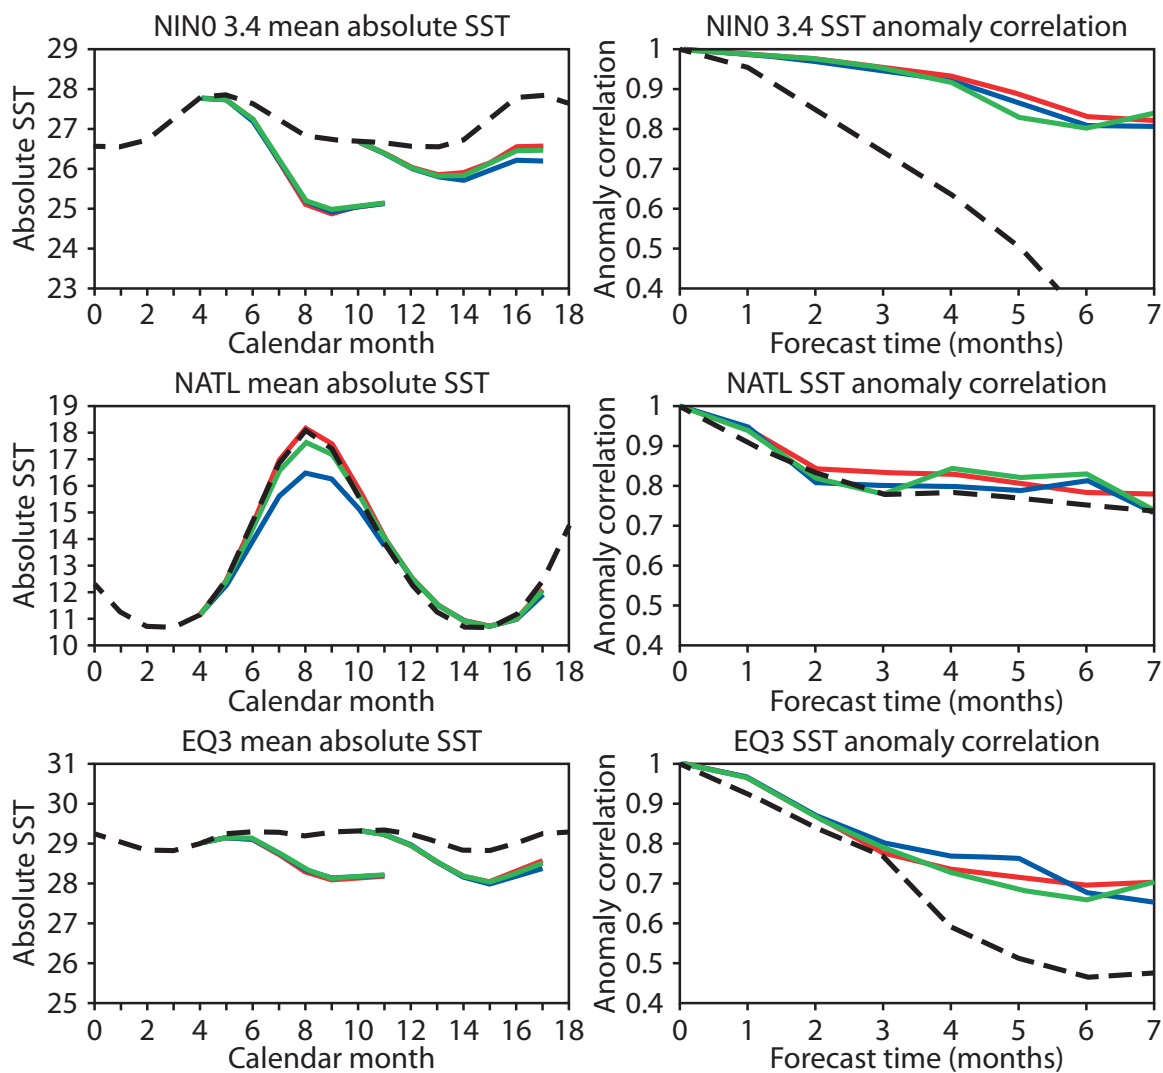 NIN0 3.4 mean absolute SST
Absolute SST
29
28
27
26
25
24
23
0 2 4 6 8 10 12 14 16 18
Calendar month
NIN0 3.4 SST anomaly correlation
Anomaly correlation
1
0.9
0.8
0.7
0.6
0.5
0.4
0 1 2 3 4 5 6 7
Forecast time (months)
NATL mean absolute SST
Absolute SST
19
18
17
16
15
14
13
12
11
10
0 2 4 6 8 10 12 14 16 18
Calendar month
NATL SST anomaly correlation
Anomaly correlation
1
0.9
0.8
0.7
0.6
0.5
0.4
0 1 2 3 4 5 6 7
Forecast time (months)
EQ3 mean absolute SST
Absolute SST
31
30
29
28
27
26
25
0 2 4 6 8 10 12 14 16 18
Calendar month
EQ3 SST anomaly correlation
Anomaly correlation
1
0.9
0.8
0.7
0.6
0.5
0.4
0 1 2 3 4 5 6 7
Forecast time (months)